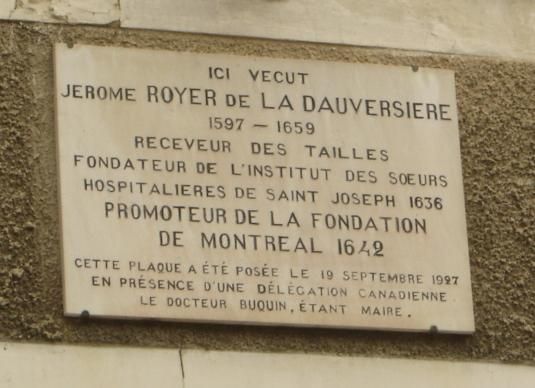 ICI VECUT
JEROME ROYER DE LA DAUVERSIERE
1597 - 1659
RECEVEUR DES TAILLES
FONDATEUR DE L'INSTITUT DES SŒURS
HOSPITALIERES DE SAINT JOSEPH 1636
PROMOTEUR DE LA FONDATION
DE MONTREAL 1642
CETTE PLAQUE A ÉTÉ POSÉE LE 19 SEPTEMBRE 1927
EN PRÉSENCE D'UNE DÉLÉGATION CANADIENNE
LE DOCTEUR BUQUIN, ÉTANT MAIRE.